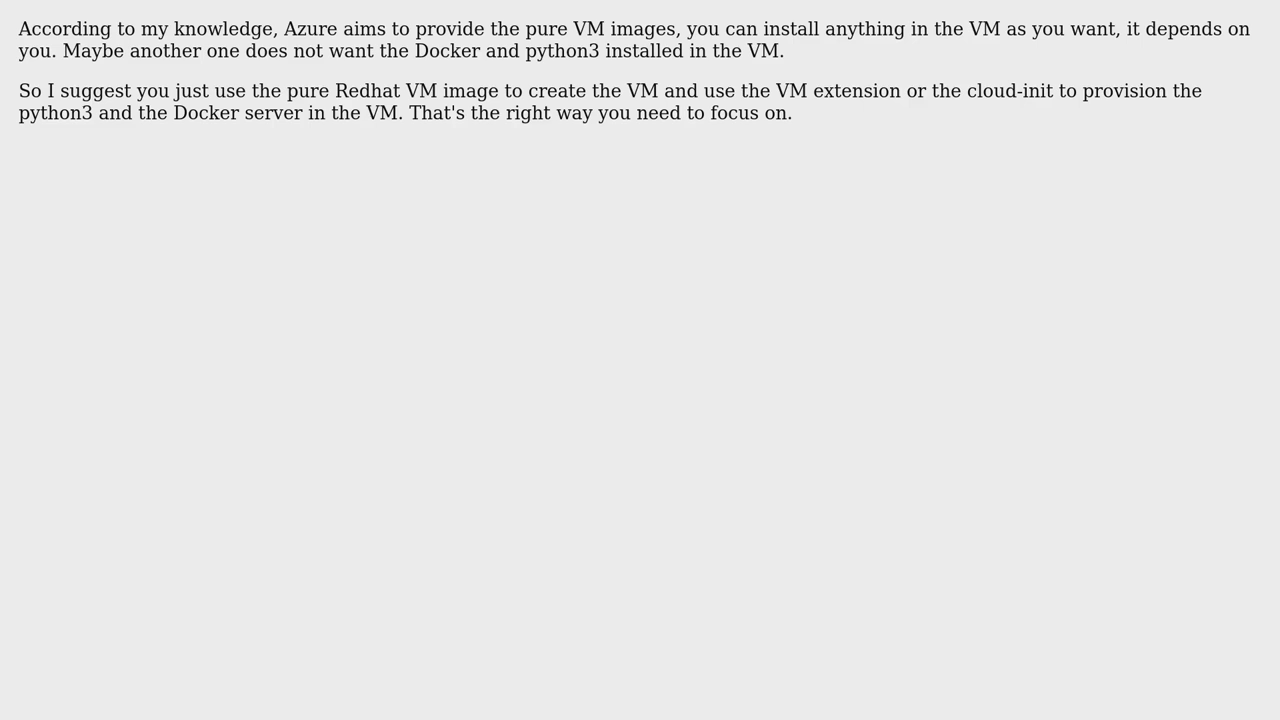 According to my knowledge, Azure aims to provide the pure VM images, you can install anything in the VM as you want, it depends on
you. Maybe another one does not want the Docker and python3 installed in the VM.
So I suggest you just use the pure Redhat VM image to create the VM and use the VM extension or the cloud-init to provision the
python3 and the Docker server in the VM. That's the right way you need to focus on.